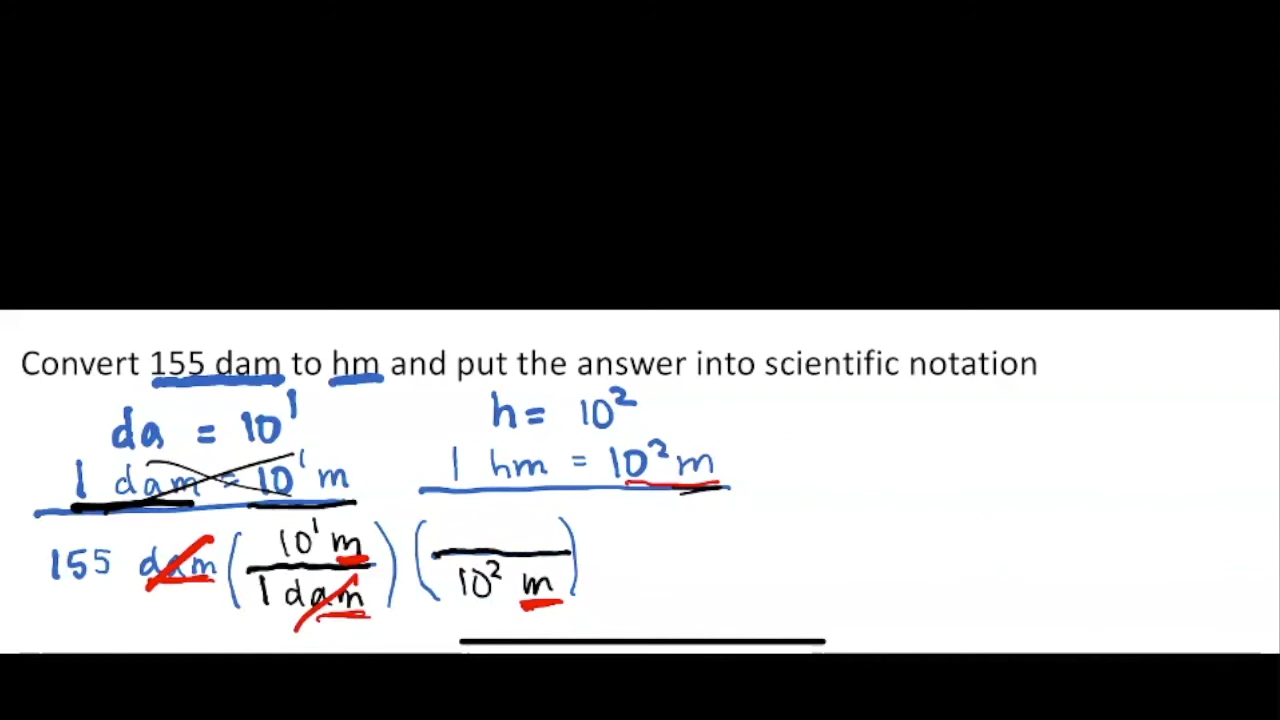 Convert 155 dam to hm and put the answer into scientific notation
da = 10¹ h = 10²
1 dam = 10¹ m 1 hm = 10² m
155 dam (10¹ m / 1 dam) ( / 10² m)